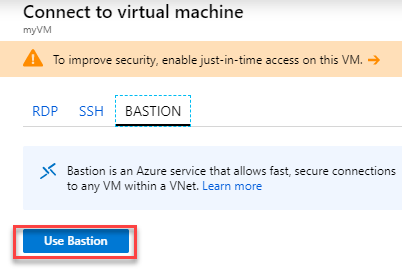 Connect to virtual machine
myVM
To improve security, enable just-in-time access on this VM. →
RDP SSH BASTION
Bastion is an Azure service that allows fast, secure connections
to any VM within a VNet. Learn more
Use Bastion